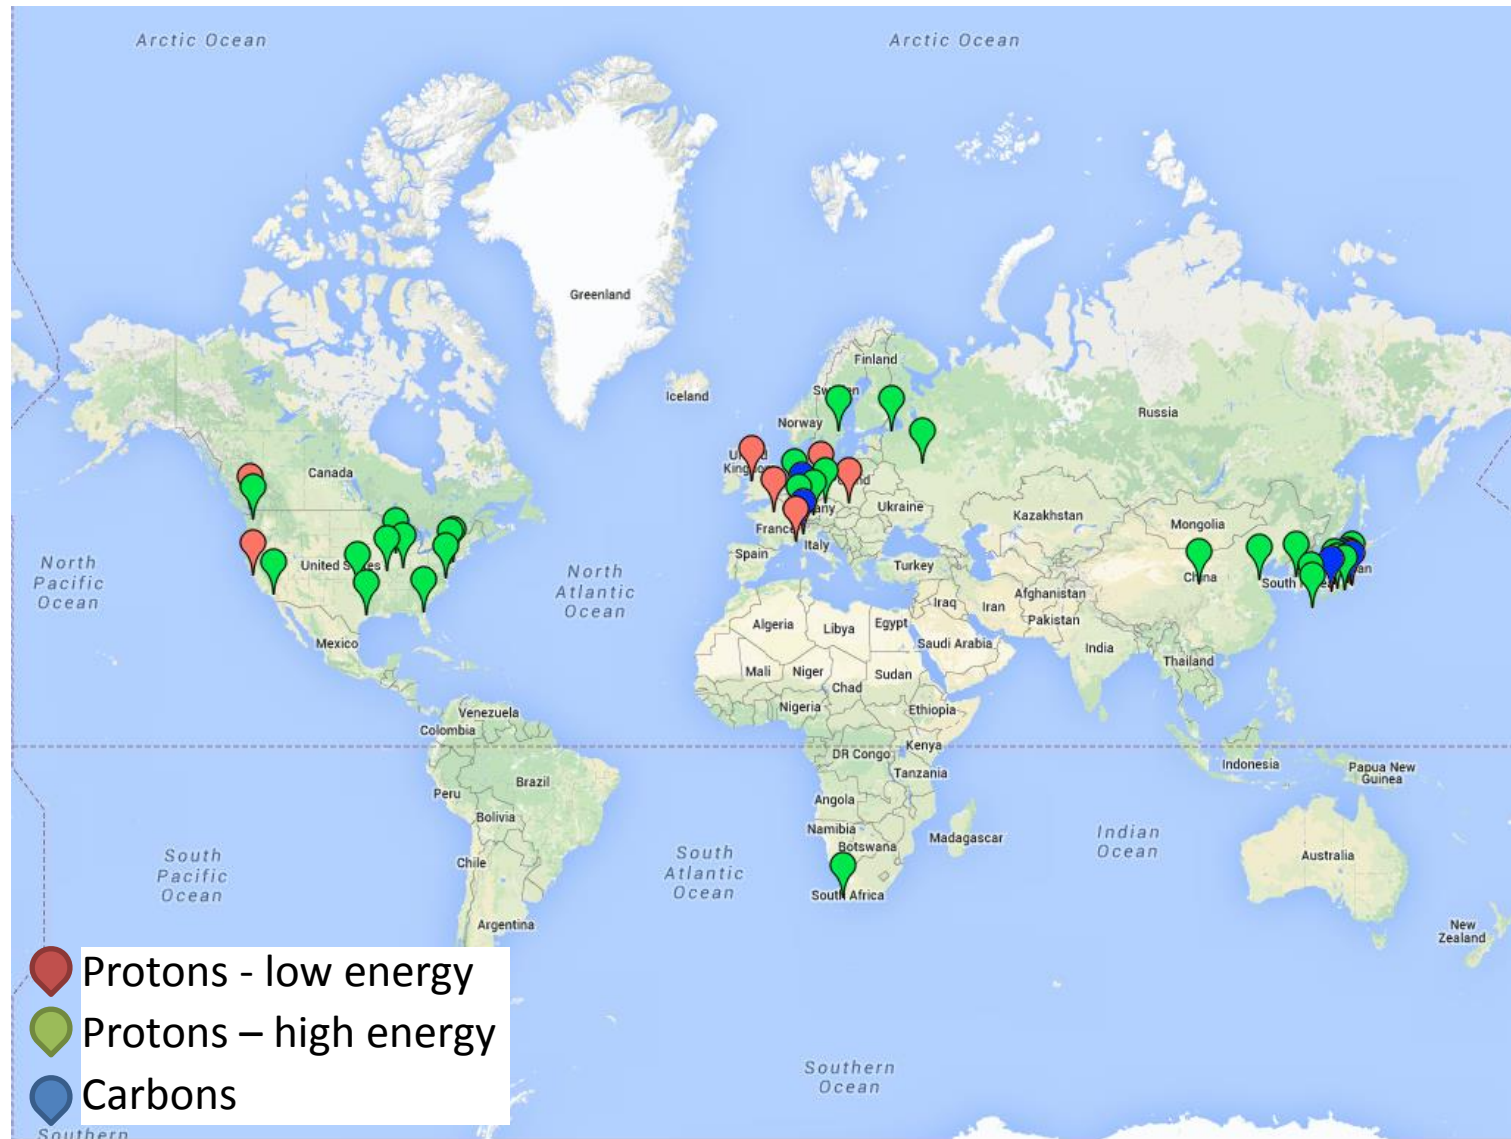 Arctic Ocean
Arctic Ocean
Greenland
Finland
Iceland
Norway
Russia
Canada
Ukraine
Kazakhstan
Mongolia
France
Italy
Spain
Turkey
China
United
North
Pacific
Ocean
North
Atlantic
Ocean
Afghanistan
Iraq
Iran
Pakistan
Algeria
Libya
Egypt
Saudi Arabia
India
Mexico
Thailand
Mali
Niger
Sudan
Chad
Nigeria
Ethiopia
Venezuela
Colombia
Kenya
DR Congo
Tanzania
Indonesia
Papua New
Guinea
Brazil
Peru
Angola
Bolivia
Namibia
Botswana
Madagascar
Indian
Ocean
South
Pacific
Ocean
South
Atlantic
Ocean
Chile
Australia
South Africa
Argentina
New
Zealand
Protons - low energy
Protons – high energy
Carbons
Southern
Ocean
Southern